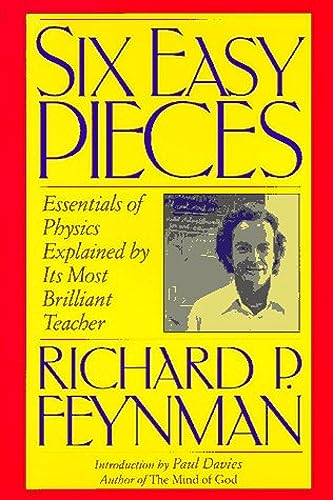 SIX EASY
PIECES
Essentials of
Physics
Explained by
Its Most
Brilliant
Teacher
RICHARD P.
FEYNMAN
Introduction by Paul Davies
Author of The Mind of God